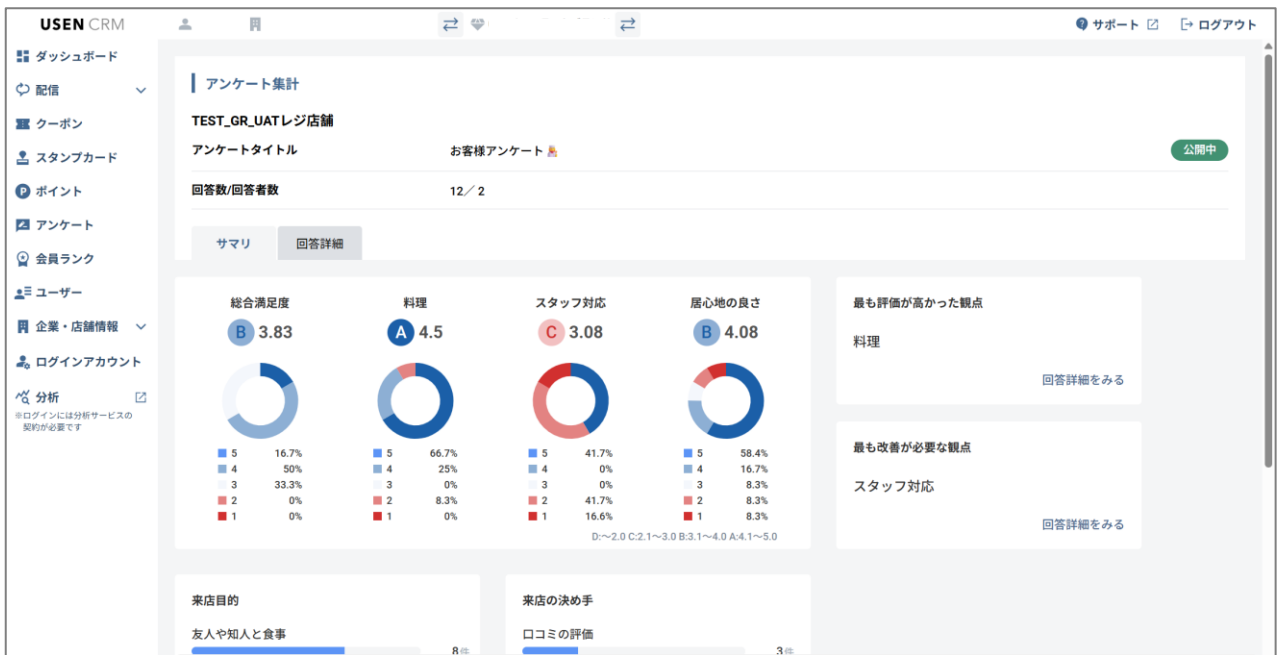 USEN CRM
サポート
ログアウト
ダッシュボード
配信
クーポン
スタンプカード
ポイント
アンケート
会員ランク
ユーザー
企業・店舗情報
ログインアカウント
分析
※ログインには分析サービスの
契約が必要です
アンケート集計
TEST_GR_UATレジ店舗
アンケートタイトル お客様アンケート 公開中
回答数/回答者数 12／ 2
サマリ 回答詳細
総合満足度 料理 スタッフ対応 居心地の良さ
B 3.83 A 4.5 C 3.08 B 4.08
5 16.7% 5 66.7% 5 41.7% 5 58.4%
4 50% 4 25% 4 0% 4 16.7%
3 33.3% 3 0% 3 0% 3 8.3%
2 0% 2 8.3% 2 41.7% 2 8.3%
1 0% 1 0% 1 16.6% 1 8.3%
D:〜2.0 C:2.1〜3.0 B:3.1〜4.0 A:4.1〜5.0
最も評価が高かった観点
料理
回答詳細をみる
最も改善が必要な観点
スタッフ対応
回答詳細をみる
来店目的
友人や知人と食事
8件
来店の決め手
口コミの評価
3件